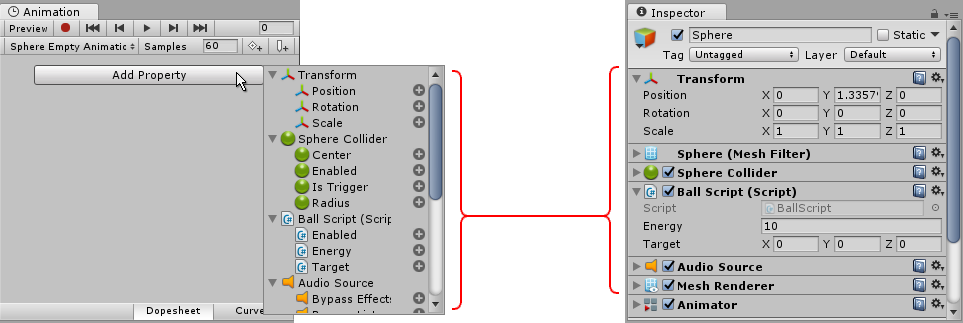 Animation
Preview 0
Sphere Empty Animatic Samples 60
Add Property
Transform
Position
Rotation
Scale
Sphere Collider
Center
Enabled
Is Trigger
Radius
Ball Script (Scrip
Enabled
Energy
Target
Audio Source
Bypass Effect
Dopesheet Curve
Inspector
Sphere Static
Tag Untagged Layer Default
Transform
Position X 0 Y 1.3357 Z 0
Rotation X 0 Y 0 Z 0
Scale X 1 Y 1 Z 1
Sphere (Mesh Filter)
Sphere Collider
Ball Script (Script)
Script BallScript
Energy 10
Target X 0 Y 0 Z 0
Audio Source
Mesh Renderer
Animator